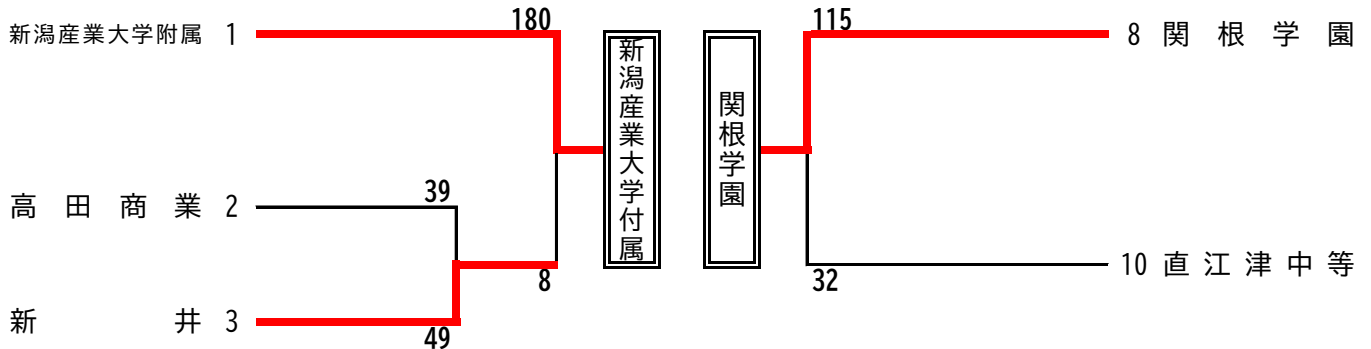 新潟産業大学附属 1
180
新潟産業大学付属
関根学園
115
8 関根学園
高田商業 2
39
8
新井 3
49
32
10 直江津中等